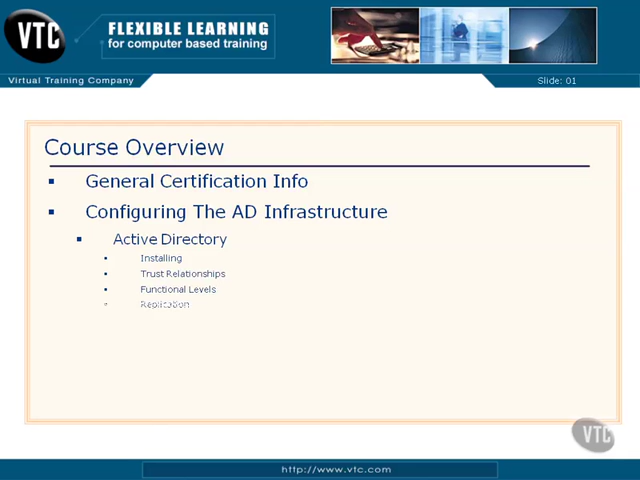 VTC
FLEXIBLE LEARNING
for computer based training
Virtual Training Company
Slide: 01
Course Overview
General Certification Info
Configuring The AD Infrastructure
Active Directory
Installing
Trust Relationships
Functional Levels
Replication
VTC
http://www.vtc.com